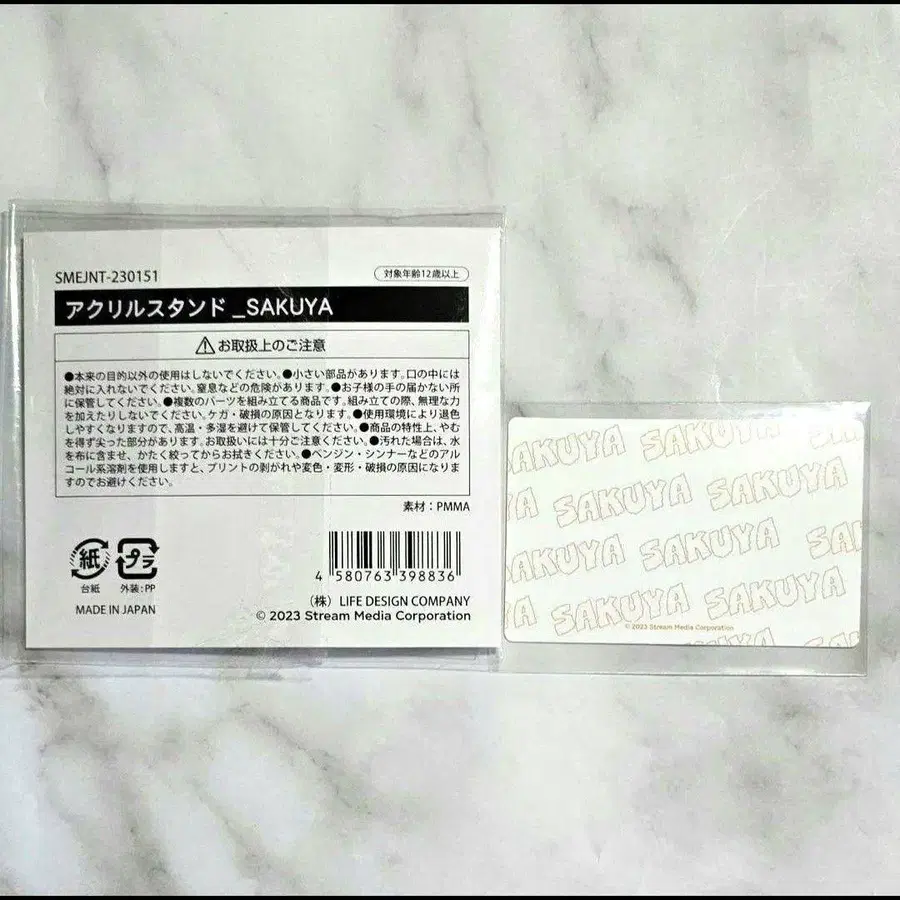 SMEJNT-230151
対象年齢12歳以上
アクリルスタンド _SAKUYA
お取扱上のご注意
●本来の目的以外の使用はしないでください。●小さい部品があります。口の中には
絶対に入れないでください。窒息などの危険があります。●お子様の手の届かない所
に保管してください。●複数のパーツを組み立てる商品です。組み立ての際、無理な力
を加えたりしないでください。ケガ・破損の原因となります。●使用環境により退色
しやすくなりますので、高温・多湿を避けて保管してください。●商品の特性上、やむ
を得ず尖った部分があります。お取扱いには十分ご注意ください。●汚れた場合は、水
を布に含ませ、かたく絞ってからお拭きください。●ベンジン・シンナーなどのアル
コール系溶剤を使用しますと、プリントの剥がれや変色・変形・破損の原因になりま
すのでお避けください。
素材：PMMA
紙 プラ
台紙 外装：PP
MADE IN JAPAN
4 580763 398836
（株） LIFE DESIGN COMPANY
© 2023 Stream Media Corporation
SAKUYA SAKUYA
SAKUYA SAKUYA
SAKUYA SAKUYA SA
SAKUYA SAKUYA
© 2023 Stream Media Corporation